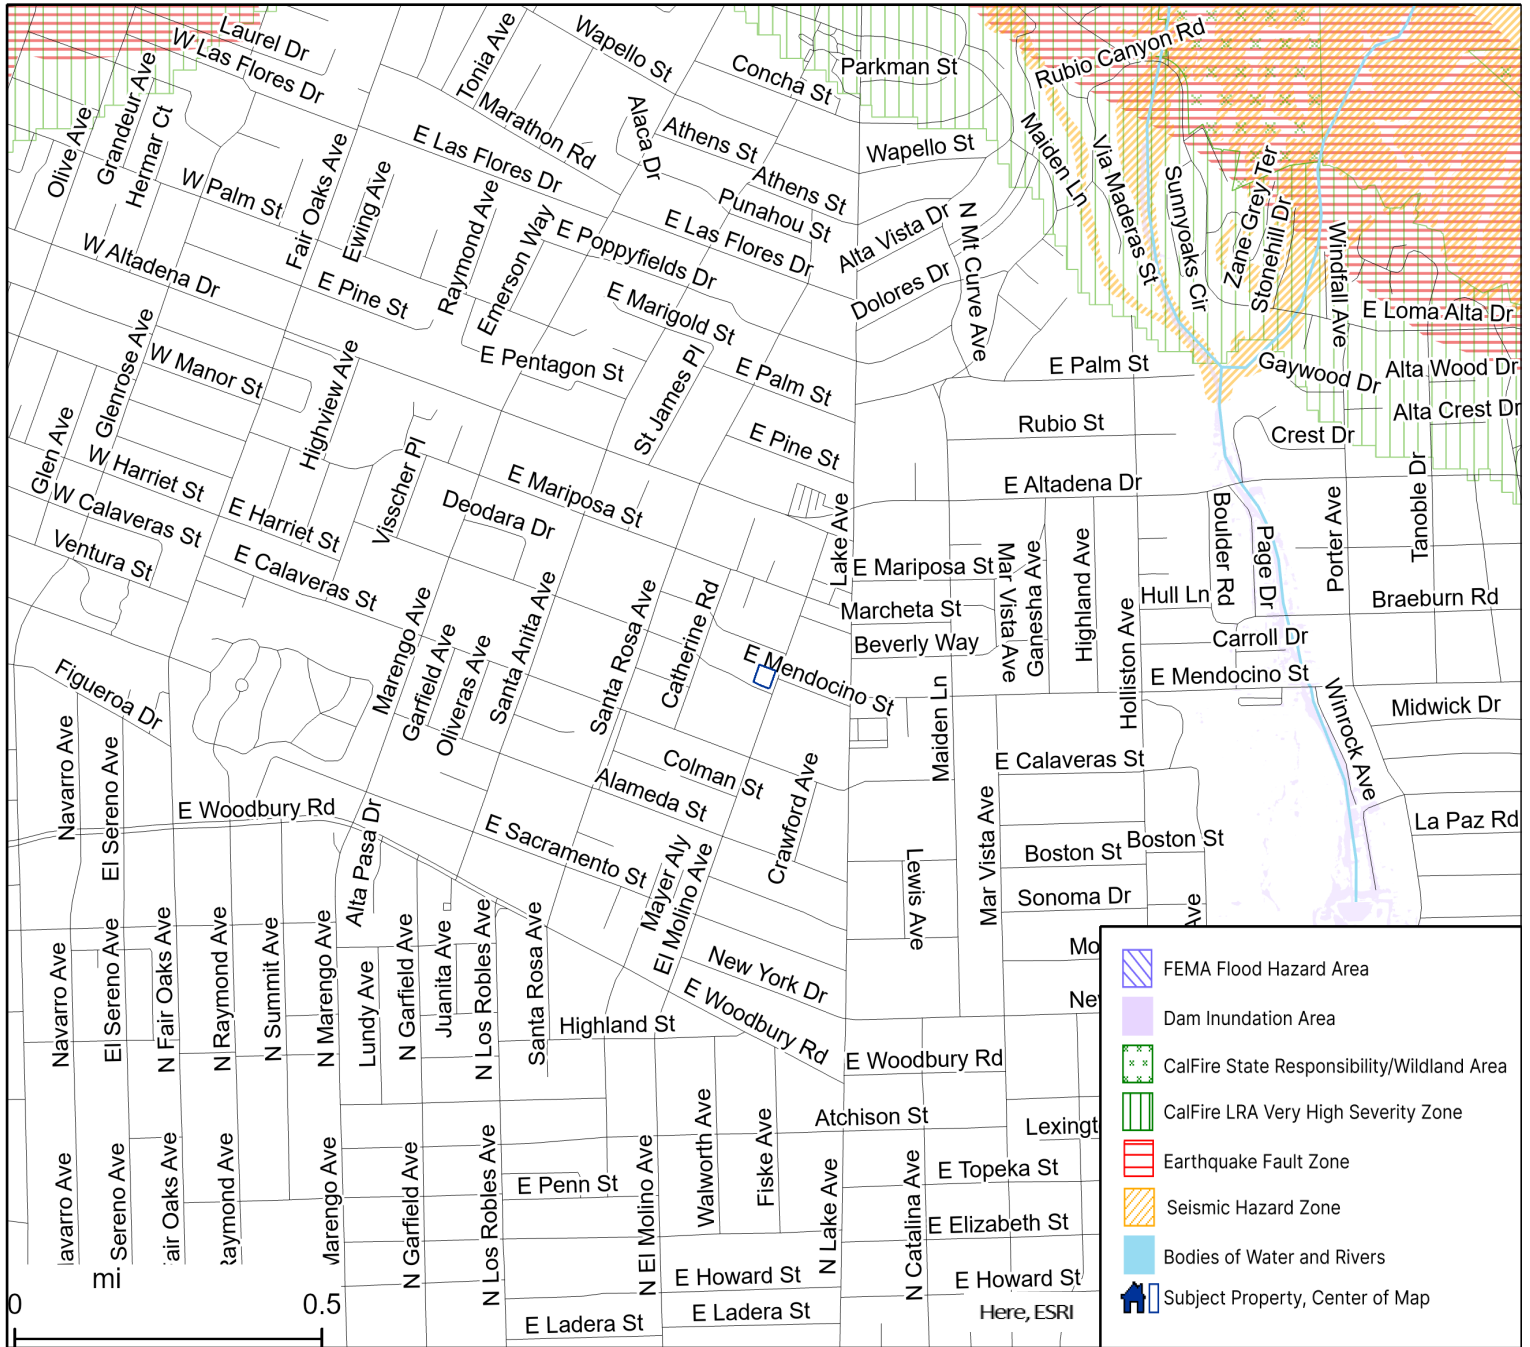 Laurel Dr
W Las Flores Dr
Tonia Ave
Wapello St
Concha St
Parkman St
Rubio Canyon Rd
Olive Ave
Grandeur Ave
Hermar Ct
Marathon Rd
Alaca Dr
Athens St
Athens St
Wapello St
Maiden Ln
Via Maderas St
Sunnyoaks Cir
Zane Grey Ter
Stonehill Dr
Windfall Ave
W Palm St
Fair Oaks Ave
Ewing Ave
E Las Flores Dr
Raymond Ave
Emerson Way
Punahou St
E Las Flores Dr
E Poppyfields Dr
Alta Vista Dr
Dolores Dr
N Mt Curve Ave
W Altadena Dr
E Pine St
E Marigold St
E Loma Alta Dr
Glenrose Ave
W Manor St
Highview Ave
E Pentagon St
St James Pl
E Palm St
E Palm St
Gaywood Dr
Alta Wood Dr
Alta Crest Dr
Glen Ave
W Harriet St
E Harriet St
Visscher Pl
E Mariposa St
Deodara Dr
E Pine St
Rubio St
Crest Dr
E Altadena Dr
Tanoble Dr
W Calaveras St
Ventura St
E Calaveras St
Lake Ave
E Mariposa St
Marcheta St
Beverly Way
Mar Vista Ave
Ganesha Ave
Highland Ave
Holliston Ave
Hull Ln
Boulder Rd
Page Dr
Porter Ave
Braeburn Rd
Carroll Dr
E Mendocino St
Figueroa Dr
Marengo Ave
Garfield Ave
Oliveras Ave
Santa Anita Ave
Santa Rosa Ave
Catherine Rd
E Mendocino St
Maiden Ln
Winrock Ave
Midwick Dr
Navarro Ave
El Sereno Ave
E Woodbury Rd
Alta Pasa Dr
Colman St
Alameda St
Crawford Ave
E Calaveras St
E Sacramento St
Mayer Aly
El Molino Ave
Lewis Ave
Mar Vista Ave
Boston St
Boston St
La Paz Rd
Sonoma Dr
Ave
Navarro Ave
El Sereno Ave
N Fair Oaks Ave
N Raymond Ave
N Summit Ave
N Marengo Ave
Lundy Ave
N Garfield Ave
Juanita Ave
N Los Robles Ave
Santa Rosa Ave
New York Dr
E Woodbury Rd
Highland St
E Woodbury Rd
Mo
Nev
Atchison St
Lexingt
Walworth Ave
Fiske Ave
E Penn St
E Topeka St
E Elizabeth St
avarro Ave
Sereno Ave
air Oaks Ave
Raymond Ave
Marengo Ave
N Garfield Ave
N Los Robles Ave
N El Molino Ave
N Lake Ave
N Catalina Ave
E Howard St
E Howard St
E Ladera St
E Ladera St
mi
0 0.5
Here, ESRI
FEMA Flood Hazard Area
Dam Inundation Area
CalFire State Responsibility/Wildland Area
CalFire LRA Very High Severity Zone
Earthquake Fault Zone
Seismic Hazard Zone
Bodies of Water and Rivers
Subject Property, Center of Map